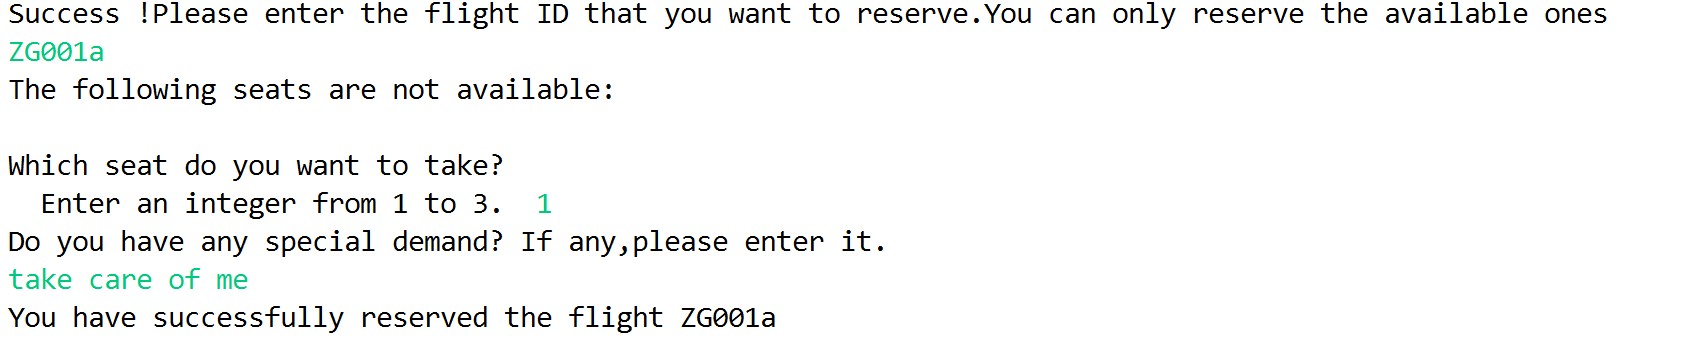 Success !Please enter the flight ID that you want to reserve.You can only reserve the available ones
ZG001a
The following seats are not available:
Which seat do you want to take?
Enter an integer from 1 to 3.  1
Do you have any special demand? If any,please enter it.
take care of me
You have successfully reserved the flight ZG001a